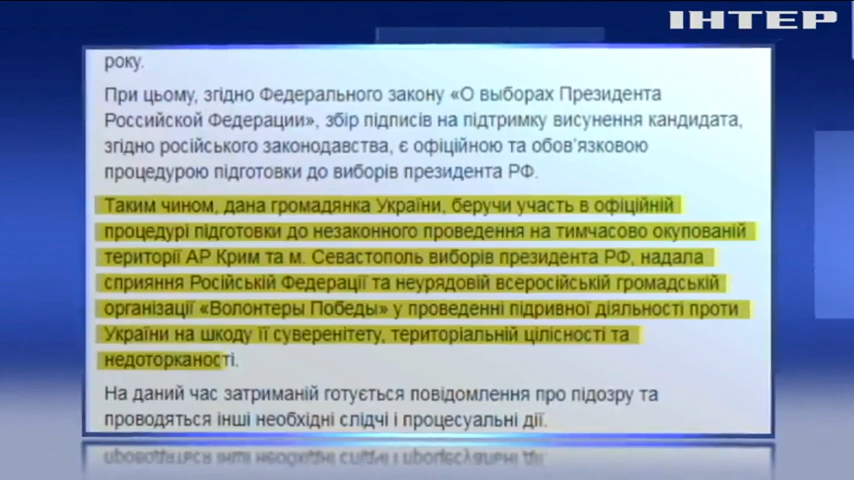 ІНТЕР
року.
При цьому, згідно Федерального закону «О выборах Президента
Российской Федерации», збір підписів на підтримку висунення кандидата,
згідно російського законодавства, є офіційною та обов'язковою
процедурою підготовки до виборів президента РФ.
Таким чином, дана громадянка України, беручи участь в офіційній
процедурі підготовки до незаконного проведення на тимчасово окупованій
території АР Крим та м. Севастополь виборів президента РФ, надала
сприяння Російській Федерації та неурядовій всеросійській громадській
організації «Волонтеры Победы» у проведенні підривної діяльності проти
України на шкоду її суверенітету, територіальній цілісності та
недоторканості.
На даний час затриманій готується повідомлення про підозру та
проводяться інші необхідні слідчі і процесуальні дії.